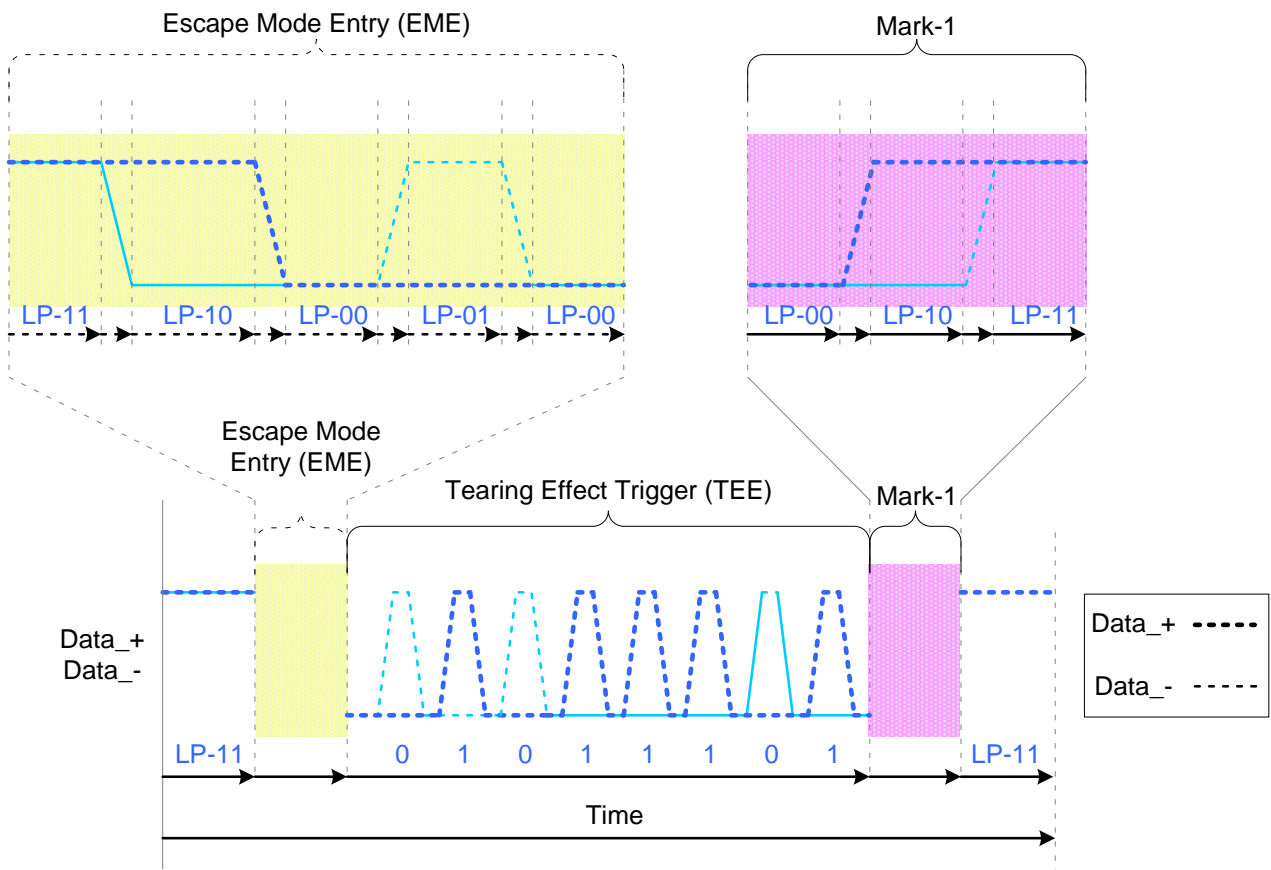 Escape Mode Entry (EME)
Mark-1
LP-11 LP-10 LP-00 LP-01 LP-00
LP-00 LP-10 LP-11
Escape Mode
Entry (EME)
Tearing Effect Trigger (TEE)
Mark-1
Data_+
Data_-
Data_+
Data_-
LP-11 0 1 0 1 1 1 0 1 LP-11
Time